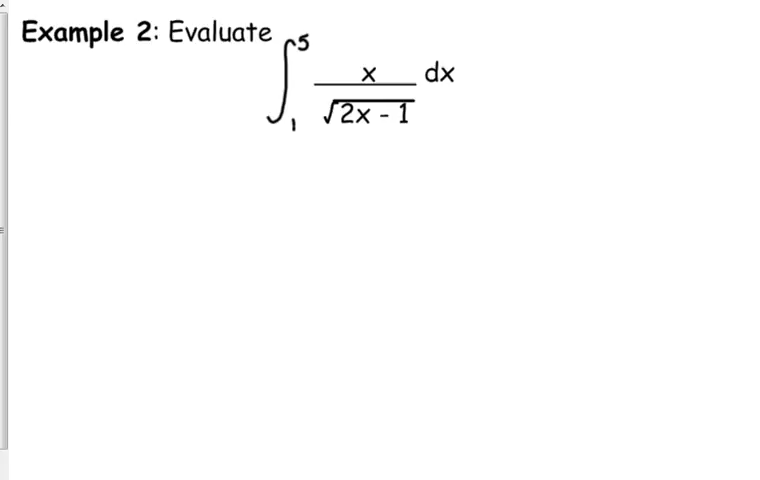 Example 2: Evaluate
∫₁⁵ x/√(2x - 1) dx